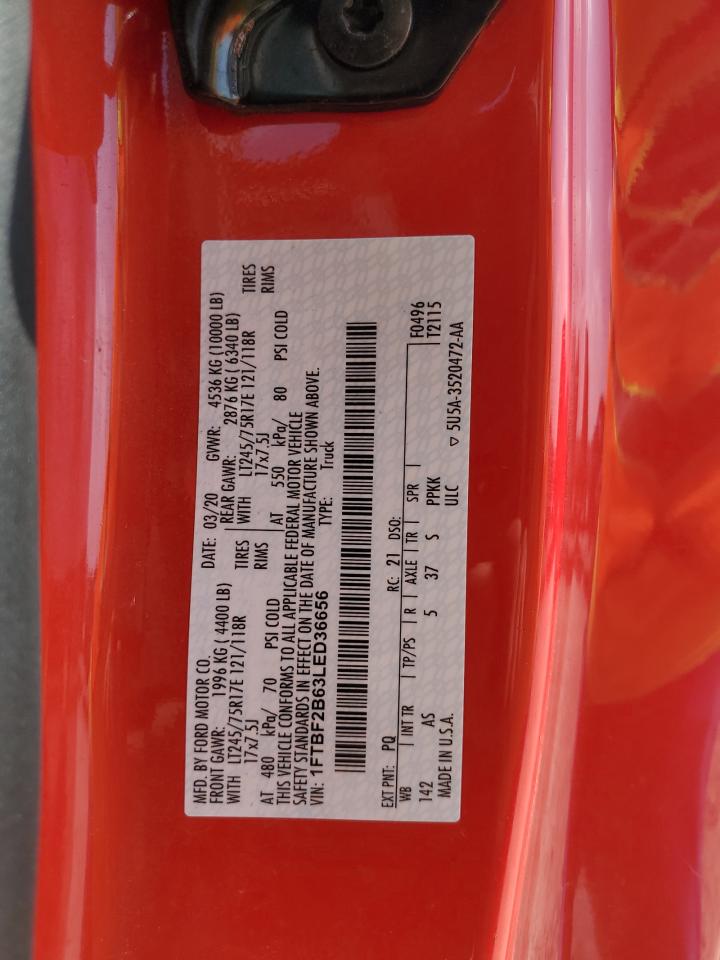 MFD. BY FORD MOTOR CO.
DATE: 03/20 GVWR: 4536 KG (10000 LB)
FRONT GAWR: 1996 KG ( 4400 LB) REAR GAWR: 2876 KG ( 6340 LB)
WITH LT245/75R17E 121/118R TIRES WITH LT245/75R17E 121/118R TIRES
17x7.5J RIMS 17x7.5J RIMS
AT 480 kPa/ 70 PSI COLD AT 550 kPa/ 80 PSI COLD
THIS VEHICLE CONFORMS TO ALL APPLICABLE FEDERAL MOTOR VEHICLE
SAFETY STANDARDS IN EFFECT ON THE DATE OF MANUFACTURE SHOWN ABOVE.
VIN: 1FTBF2B63LED36656 TYPE: Truck
EXT PNT: PQ RC: 21 DSO: F0496
WB INT TR TP/PS R AXLE TR SPR T2115
142 AS 5 37 S PPKK
MADE IN U.S.A. ULC ▽ 5U5A-3520472-AA